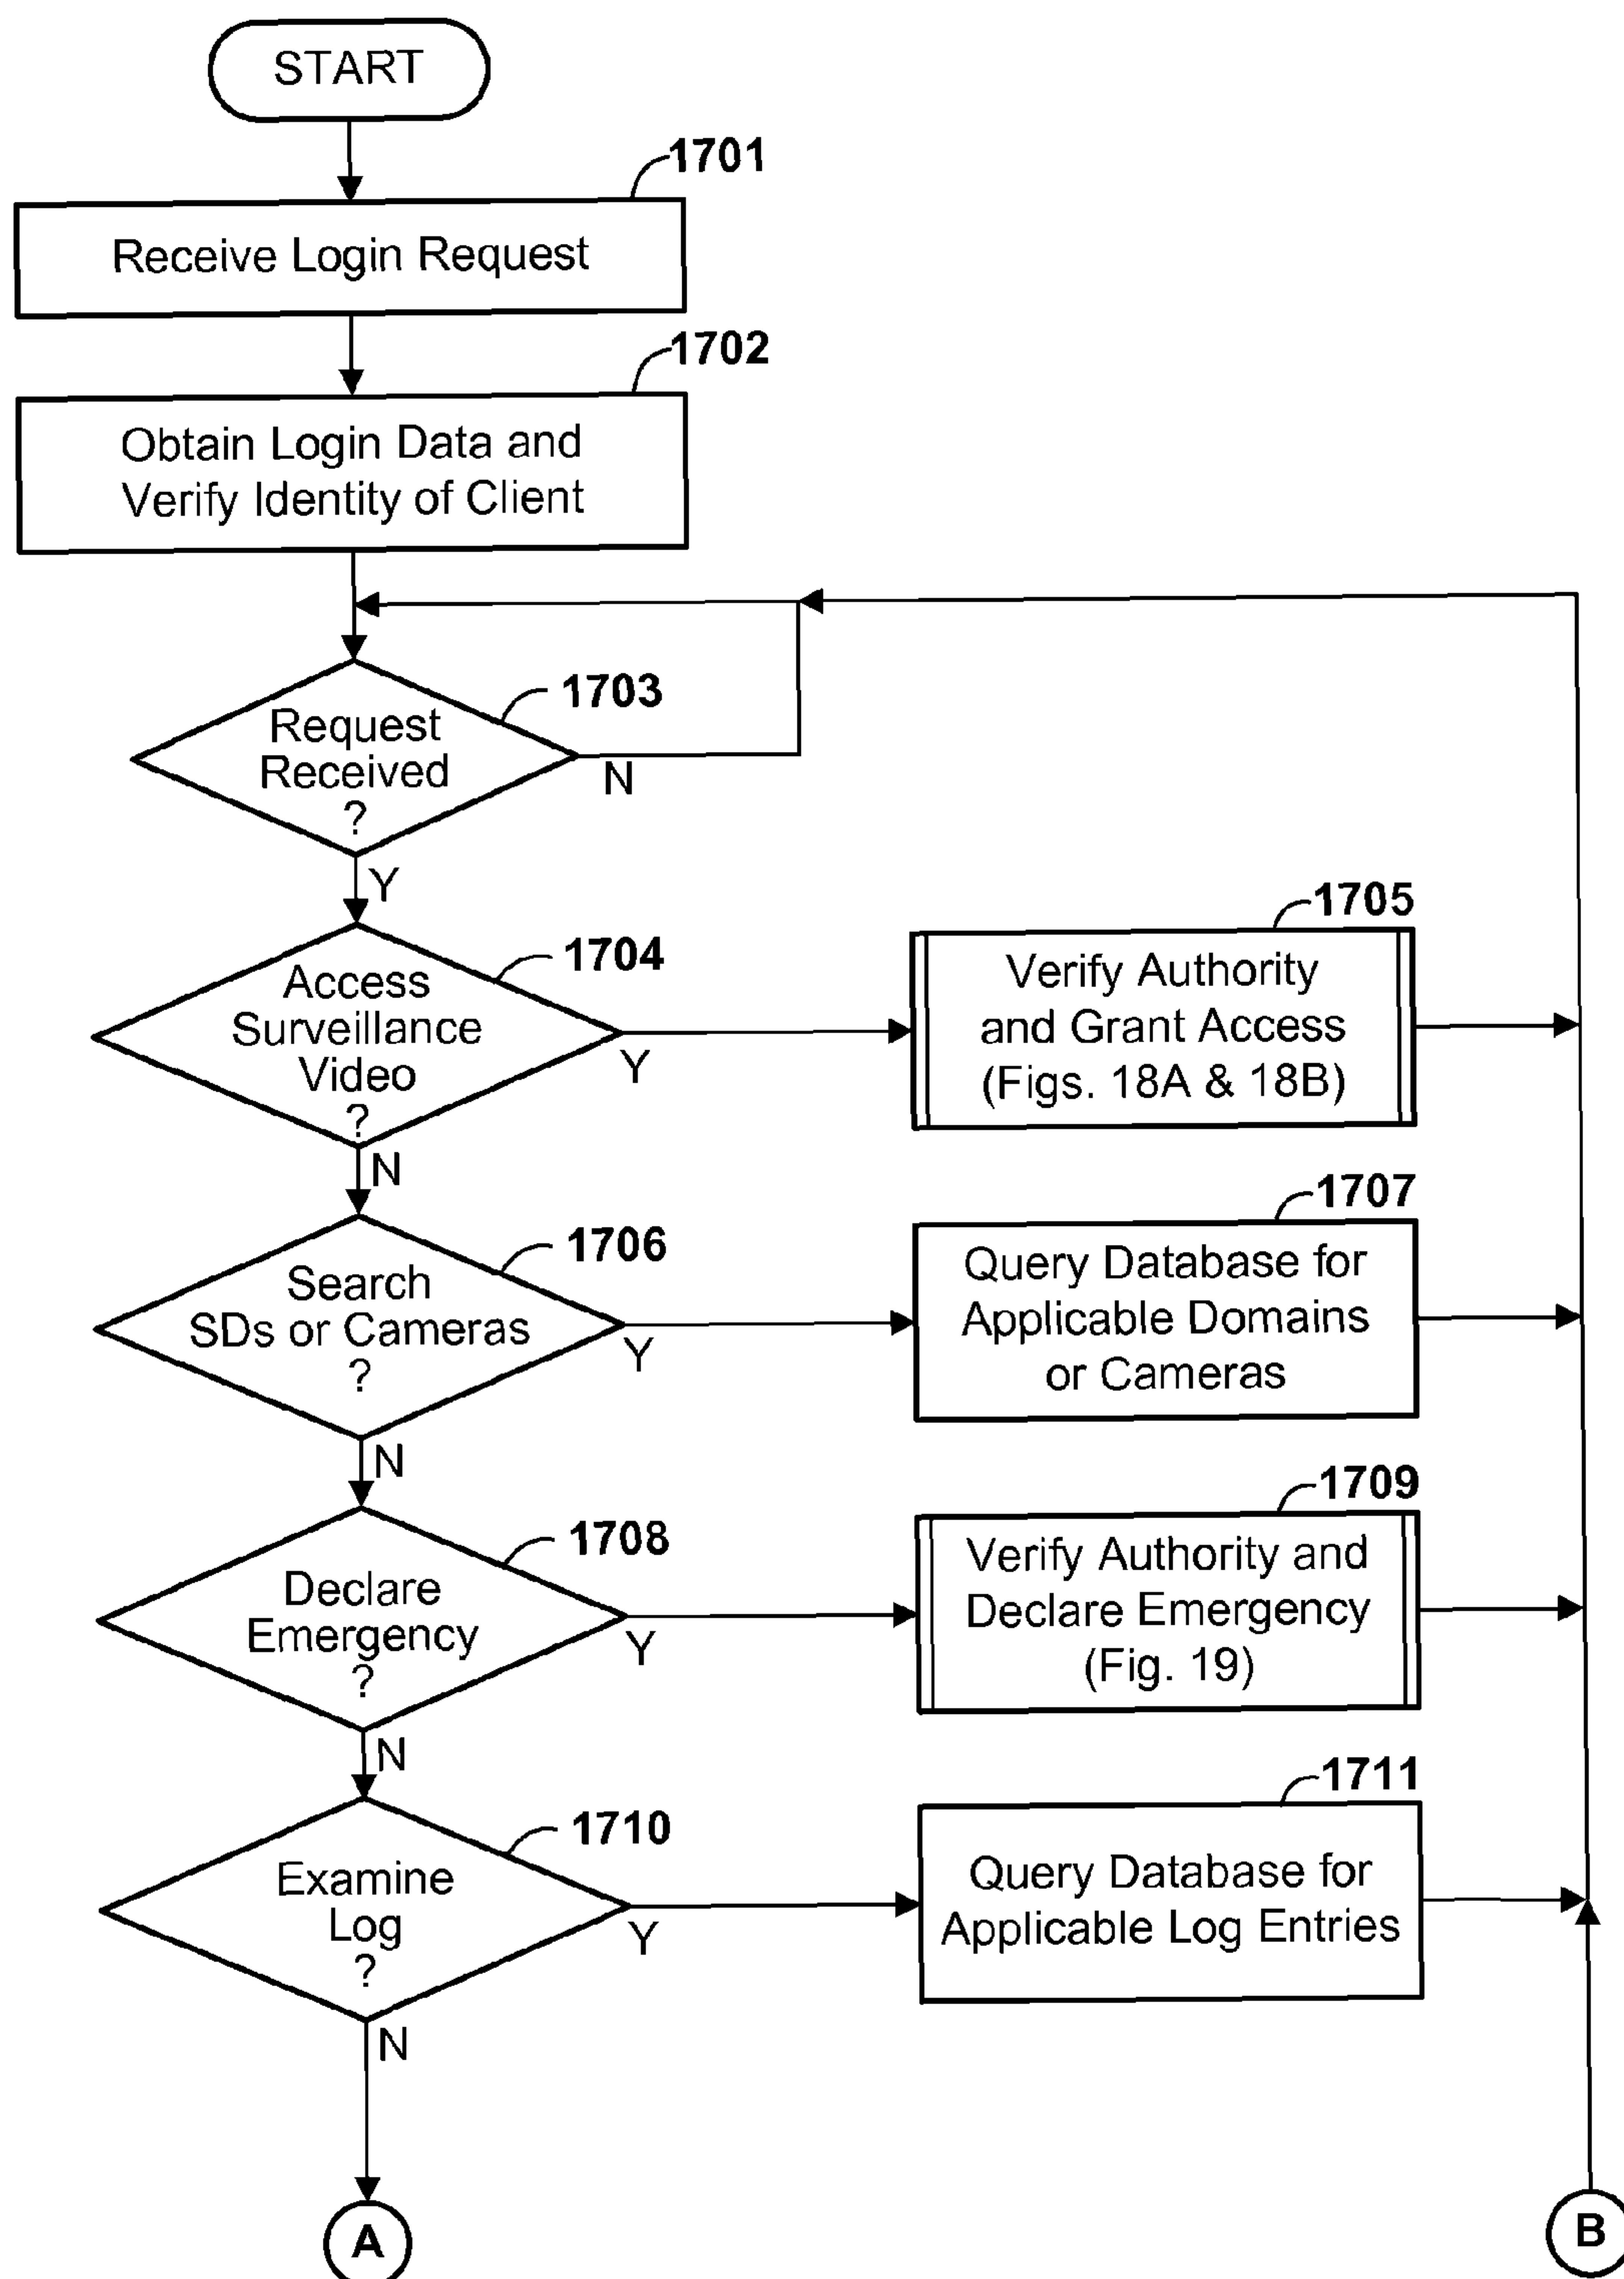 START
1701
Receive Login Request
1702
Obtain Login Data and
Verify Identity of Client
1703
Request
Received
?
N
Y
1704
Access
Surveillance
Video
?
Y
1705
Verify Authority
and Grant Access
(Figs. 18A & 18B)
N
1706
Search
SDs or Cameras
?
Y
1707
Query Database for
Applicable Domains
or Cameras
N
1708
Declare
Emergency
?
Y
1709
Verify Authority and
Declare Emergency
(Fig. 19)
N
1710
Examine
Log
?
Y
1711
Query Database for
Applicable Log Entries
N
A
B